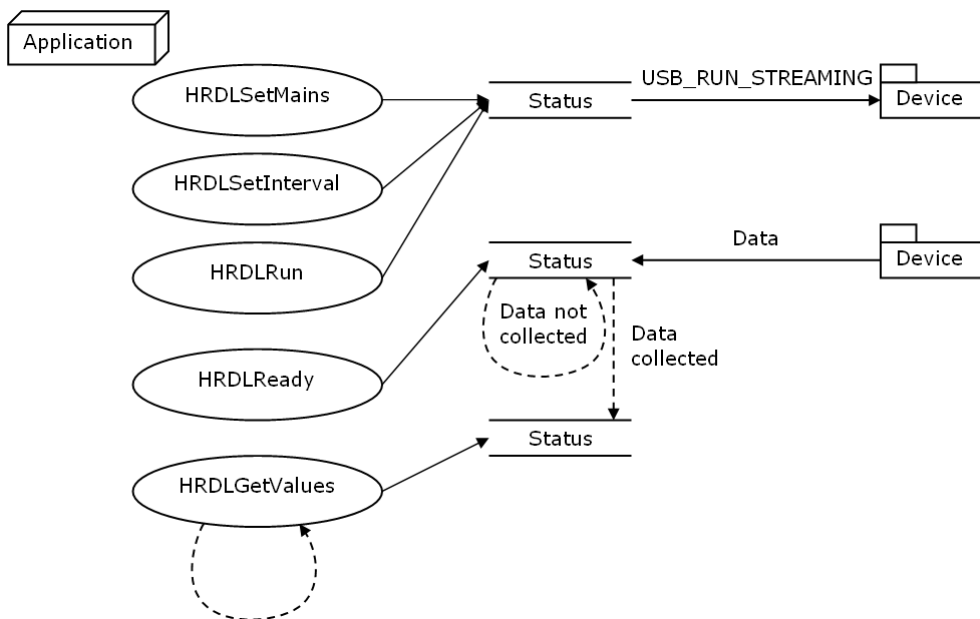 Application
HRDLSetMains
Status
USB_RUN_STREAMING
Device
HRDLSetInterval
HRDLRun
Status
Data
Device
Data not
collected
Data
collected
HRDLReady
Status
HRDLGetValues